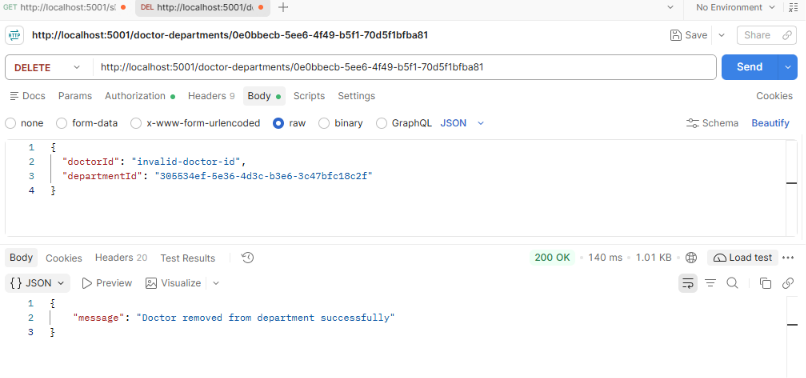 GET http://localhost:5001/sl
DEL http://localhost:5001/de
No Environment
http://localhost:5001/doctor-departments/0e0bbecb-5ee6-4f49-b5f1-70d5f1bfba81
Save
Share
DELETE
http://localhost:5001/doctor-departments/0e0bbecb-5ee6-4f49-b5f1-70d5f1bfba81
Send
Docs Params Authorization Headers 9 Body Scripts Settings Cookies
none form-data x-www-form-urlencoded raw binary GraphQL JSON Schema Beautify
1 {
2 "doctorId": "invalid-doctor-id",
3 "departmentId": "305534ef-5e36-4d3c-b3e6-3c47bfc18c2f"
4 }
Body Cookies Headers 20 Test Results 200 OK 140 ms 1.01 KB Load test
{} JSON Preview Visualize
1 {
2 "message": "Doctor removed from department successfully"
3 }